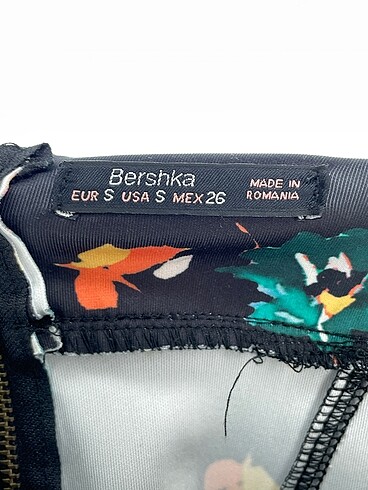 Bershka
EUR S USA S MEX 26
MADE IN
ROMANIA